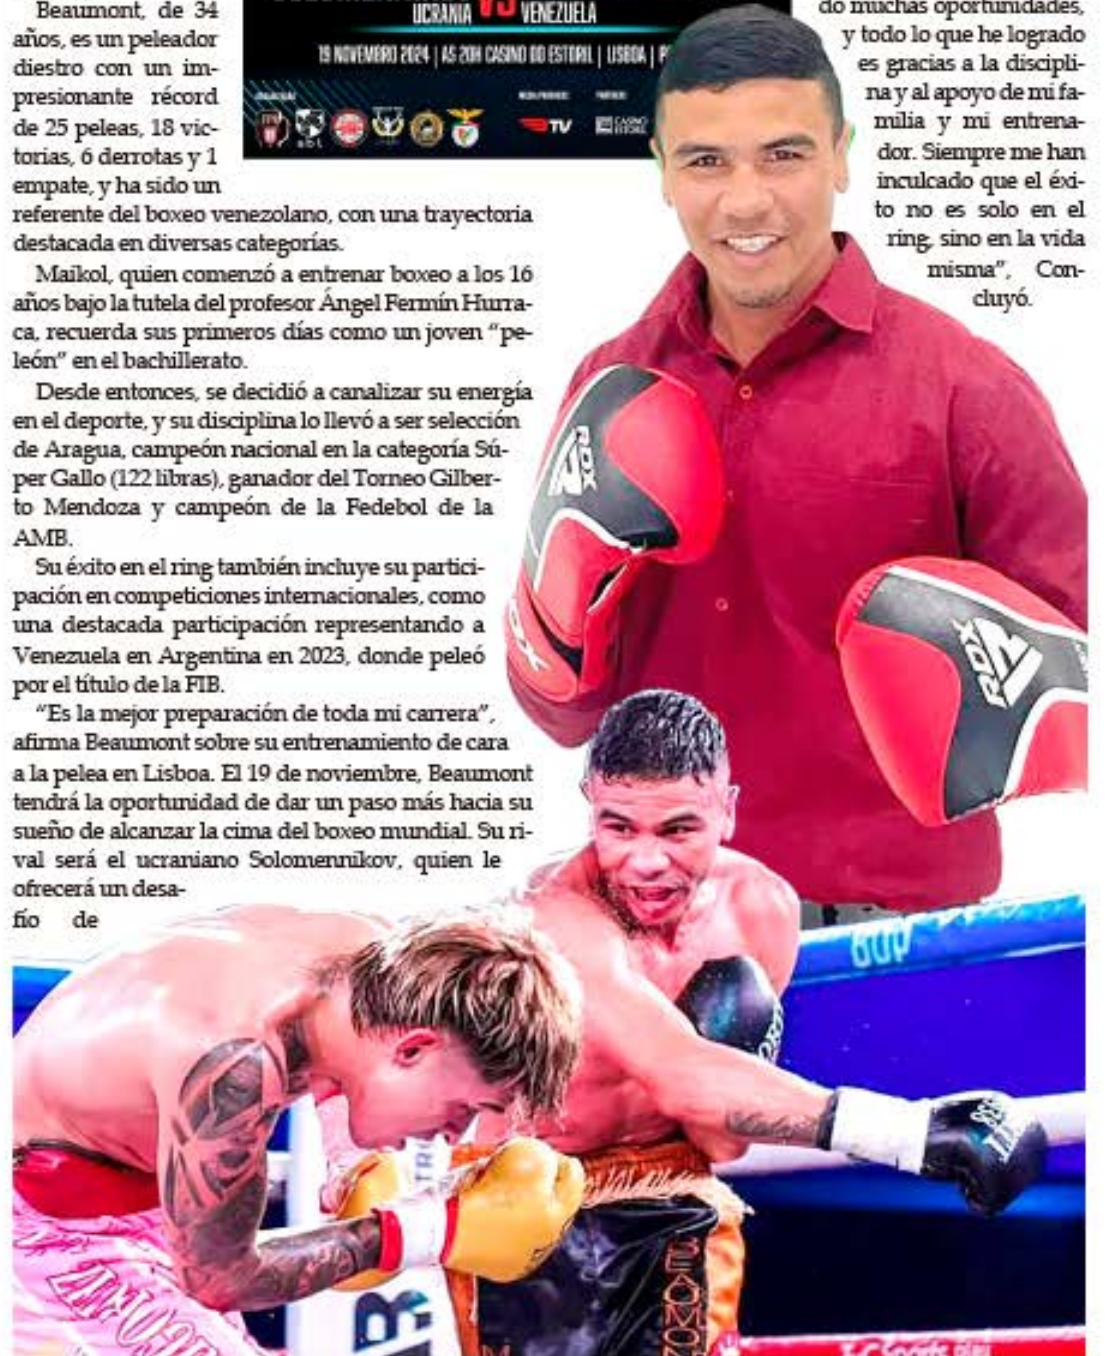 Beaumont, de 34
años, es un peleador
diestro con un im-
presionante récord
de 25 peleas, 18 vic-
torias, 6 derrotas y 1
empate, y ha sido un
referente del boxeo venezolano, con una trayectoria
destacada en diversas categorías.
Maikol, quien comenzó a entrenar boxeo a los 16
años bajo la tutela del profesor Ángel Fermín Hurra-
ca, recuerda sus primeros días como un joven “pe-
león” en el bachillerato.
Desde entonces, se decidió a canalizar su energía
en el deporte, y su disciplina lo llevó a ser selección
de Aragua, campeón nacional en la categoría Sú-
per Gallo (122 libras), ganador del Torneo Gilber-
to Mendoza y campeón de la Fedebol de la
AMB.
Su éxito en el ring también incluye su partici-
pación en competiciones internacionales, como
una destacada participación representando a
Venezuela en Argentina en 2023, donde peleó
por el título de la FIB.
“Es la mejor preparación de toda mi carrera”,
afirma Beaumont sobre su entrenamiento de cara
a la pelea en Lisboa. El 19 de noviembre, Beaumont
tendrá la oportunidad de dar un paso más hacia su
sueño de alcanzar la cima del boxeo mundial. Su ri-
val será el ucraniano Solomennikov, quien le
ofrecerá un desa-
fío de
UCRANIA VS VENEZUELA
19 NOVEMBRO 2024 | AS 20H CASINO DO ESTORIL | LISBOA |
BTV CASINO ESTORIL
do muchas oportunidades,
y todo lo que he logrado
es gracias a la discipli-
na y al apoyo de mi fa-
milia y mi entrena-
dor. Siempre me han
inculcado que el éxi-
to no es solo en el
ring, sino en la vida
misma”, Con-
cluyó.
RDX
RDX
BEAUMON